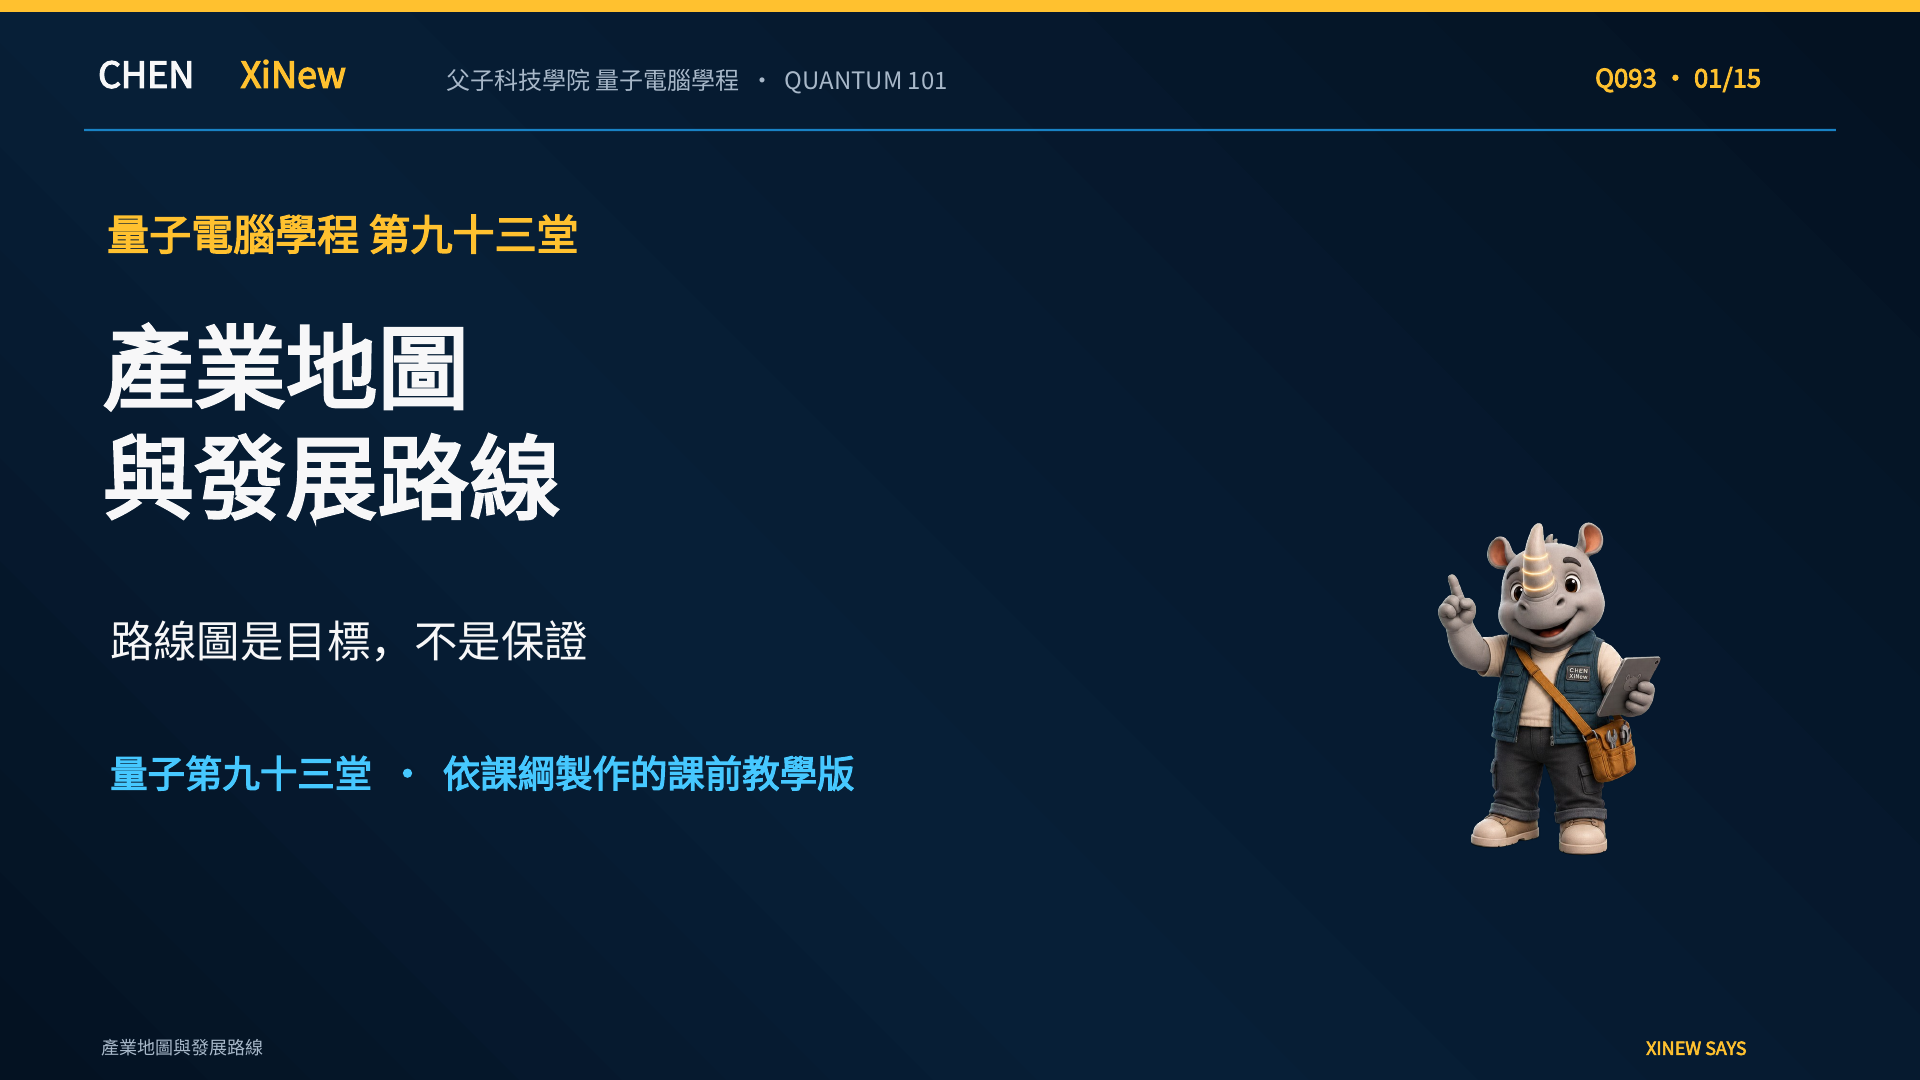 CHEN XiNew 父子科技學院 量子電腦學程 • QUANTUM 101 Q093 • 01/15
量子電腦學程 第九十三堂
產業地圖
與發展路線
路線圖是目標，不是保證
量子第九十三堂 • 依課綱製作的課前教學版
CHEN
XiNew
產業地圖與發展路線 XINEW SAYS